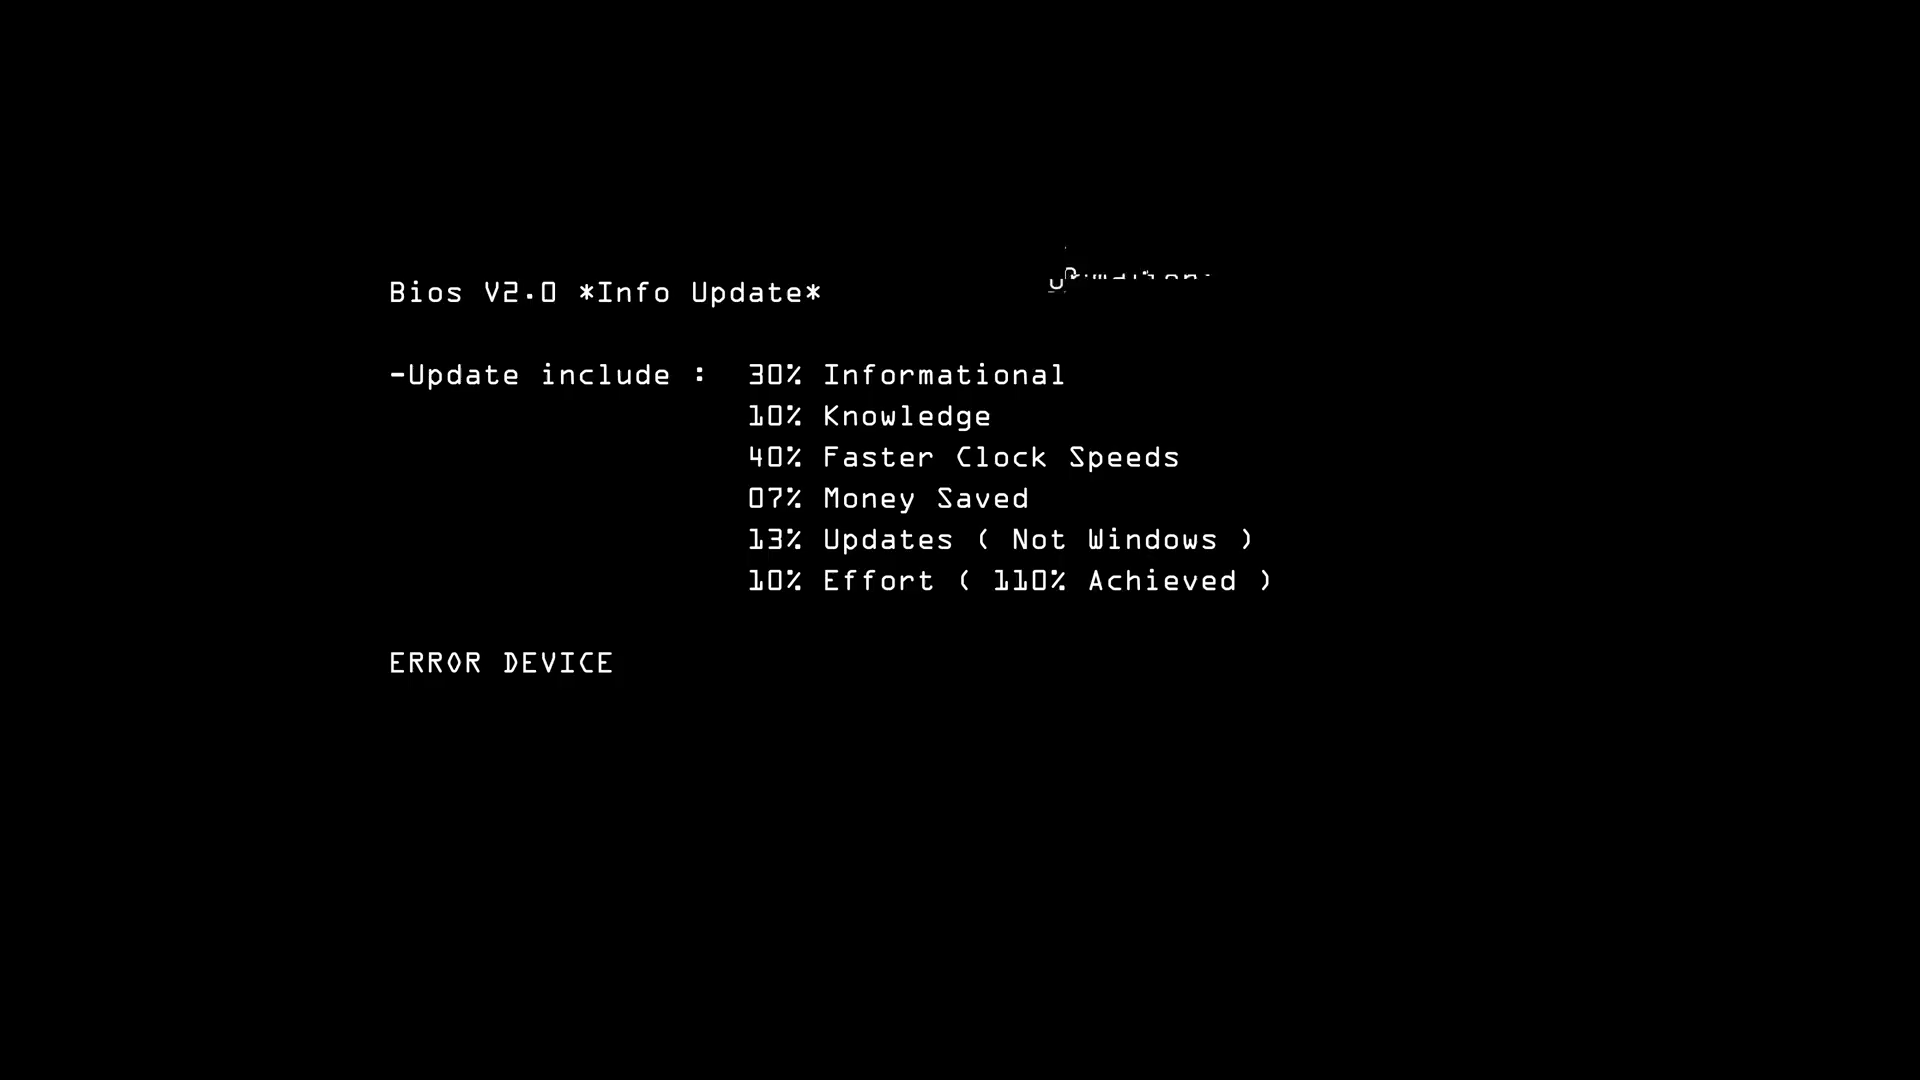 Bios V2.0 *Info Update*
-Update include : 30% Informational
10% Knowledge
40% Faster Clock Speeds
07% Money Saved
13% Updates ( Not Windows )
10% Effort ( 110% Achieved )
ERROR DEVICE